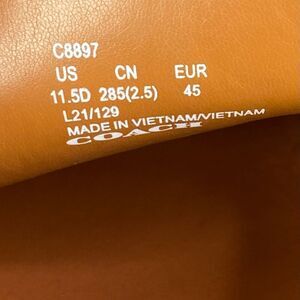 C8897
US CN EUR
11.5D 285(2.5) 45
L21/129
MADE IN VIETNAM/VIETNAM
COACH